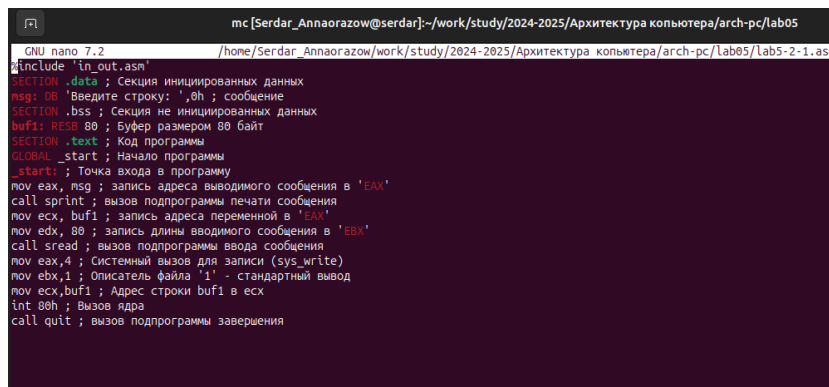 mc [Serdar_Annaorazow@serdar]:~/work/study/2024-2025/Архитектура копьютера/arch-pc/lab05
GNU nano 7.2 /home/Serdar_Annaorazow/work/study/2024-2025/Архитектура копьютера/arch-pc/lab05/lab5-2-1.as
%include 'in_out.asm'
SECTION .data ; Секция инициированных данных
msg: DB 'Введите строку: ',0h ; сообщение
SECTION .bss ; Секция не инициированных данных
buf1: RESB 80 ; Буфер размером 80 байт
SECTION .text ; Код программы
GLOBAL _start ; Начало программы
_start: ; Точка входа в программу
mov eax, msg ; запись адреса выводимого сообщения в 'EAX'
call sprint ; вызов подпрограммы печати сообщения
mov ecx, buf1 ; запись адреса переменной в 'EAX'
mov edx, 80 ; запись длины вводимого сообщения в 'EBX'
call sread ; вызов подпрограммы ввода сообщения
mov eax,4 ; Системный вызов для записи (sys_write)
mov ebx,1 ; Описатель файла '1' - стандартный вывод
mov ecx,buf1 ; Адрес строки buf1 в ecx
int 80h ; Вызов ядра
call quit ; вызов подпрограммы завершения